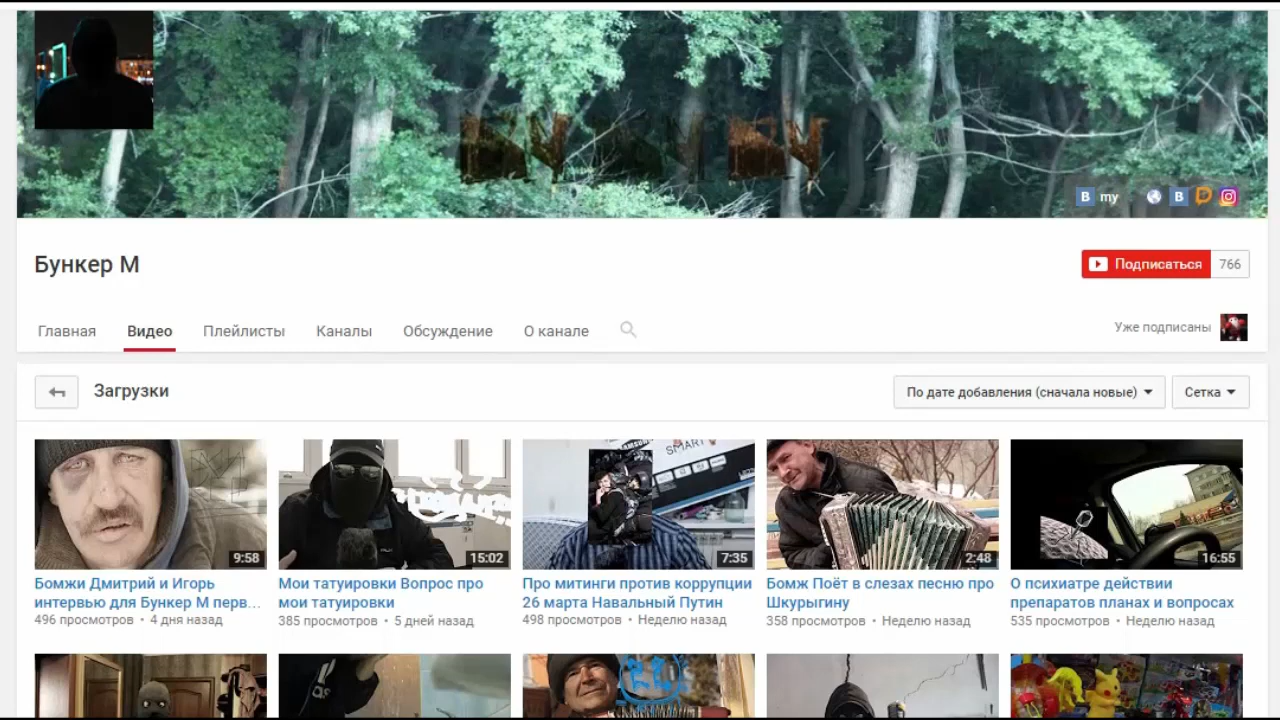 B my B
Бункер М
Подписаться 766
Главная Видео Плейлисты Каналы Обсуждение О канале
Уже подписаны
Загрузки
По дате добавления (сначала новые) Сетка
SMART
9:58 15:02 7:35 2:48 16:55
Бомжи Дмитрий и Игорь интервью для Бункер М перв...
496 просмотров • 4 дня назад
Мои татуировки Вопрос про мои татуировки
385 просмотров • 5 дней назад
Про митинги против коррупции 26 марта Навальный Путин
498 просмотров • Неделю назад
Бомж Поёт в слезах песню про Шкурыгину
358 просмотров • Неделю назад
О психиатре действии препаратов планах и вопросах
535 просмотров • Неделю назад